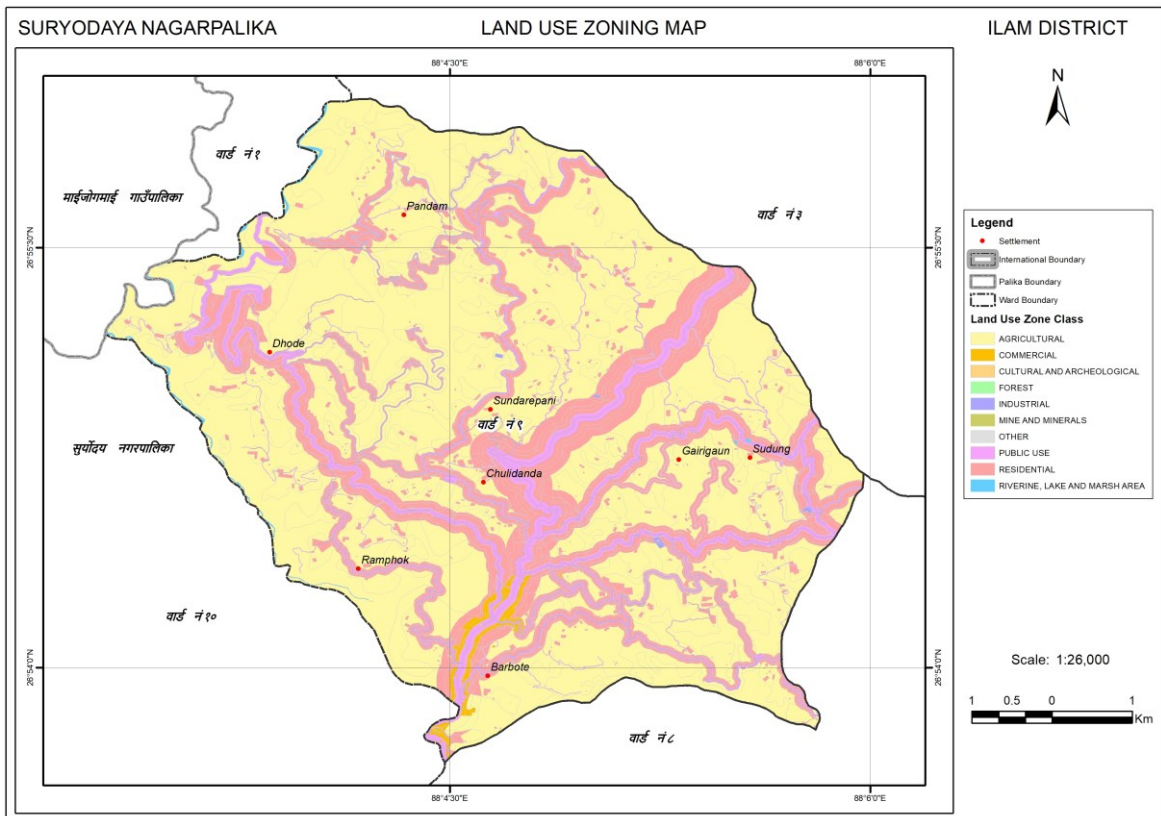 SURYODAYA NAGARPALIKA
LAND USE ZONING MAP
ILAM DISTRICT
88°4'30"E
88°6'0"E
N
वार्ड नं १
माईजोगमाई गाउँपालिका
Pandam
वार्ड नं ३
26°55'30"N
26°55'30"N
Dhode
Sundarepani
वार्ड नं ९
सुर्योदय नगरपालिका
Gairigaun
Sudung
Chulidanda
Ramphok
वार्ड नं १०
26°54'0"N
26°54'0"N
Barbote
वार्ड नं ८
88°4'30"E
88°6'0"E
Legend
Settlement
International Boundary
Palika Boundary
Ward Boundary
Land Use Zone Class
AGRICULTURAL
COMMERCIAL
CULTURAL AND ARCHEOLOGICAL
FOREST
INDUSTRIAL
MINE AND MINERALS
OTHER
PUBLIC USE
RESIDENTIAL
RIVERINE, LAKE AND MARSH AREA
Scale: 1:26,000
1 0.5 0 1
Km